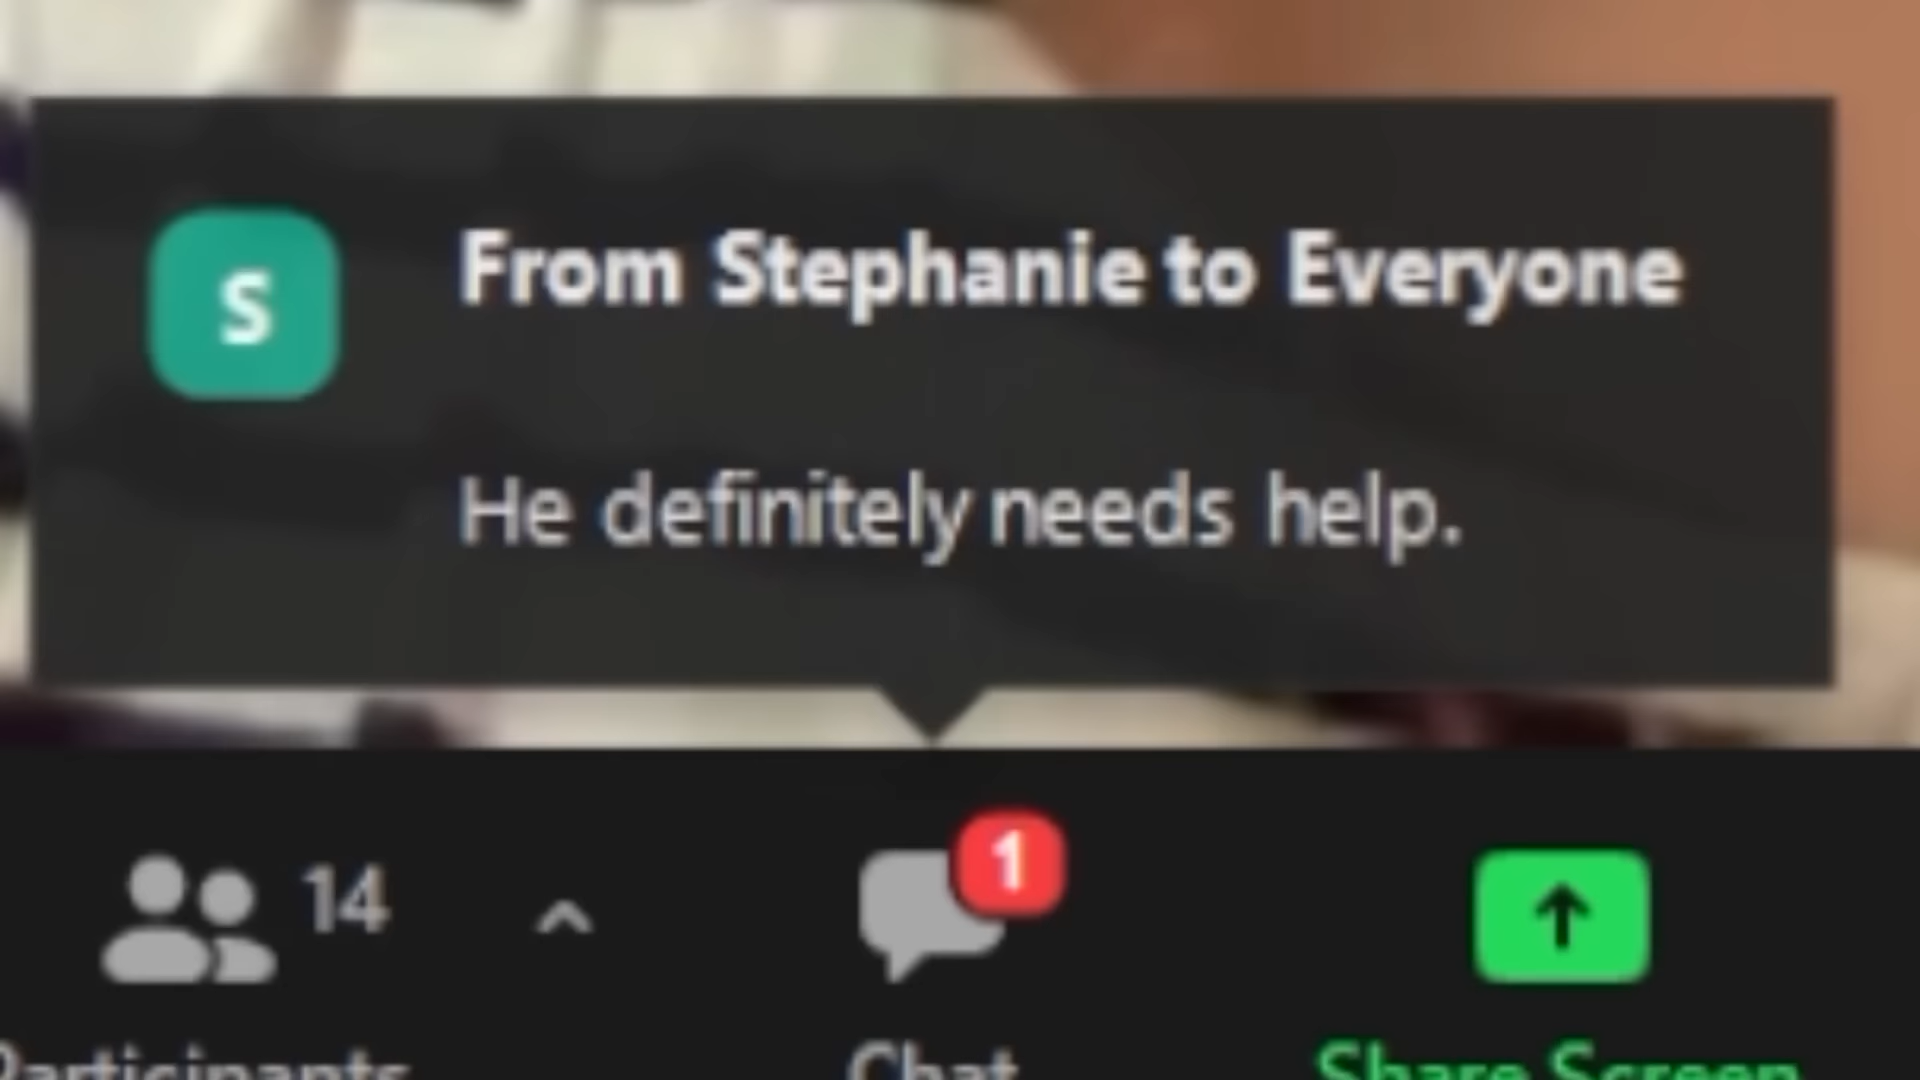 S
From Stephanie to Everyone
He definitely needs help.
14
1
Participants
Chat
Share Screen